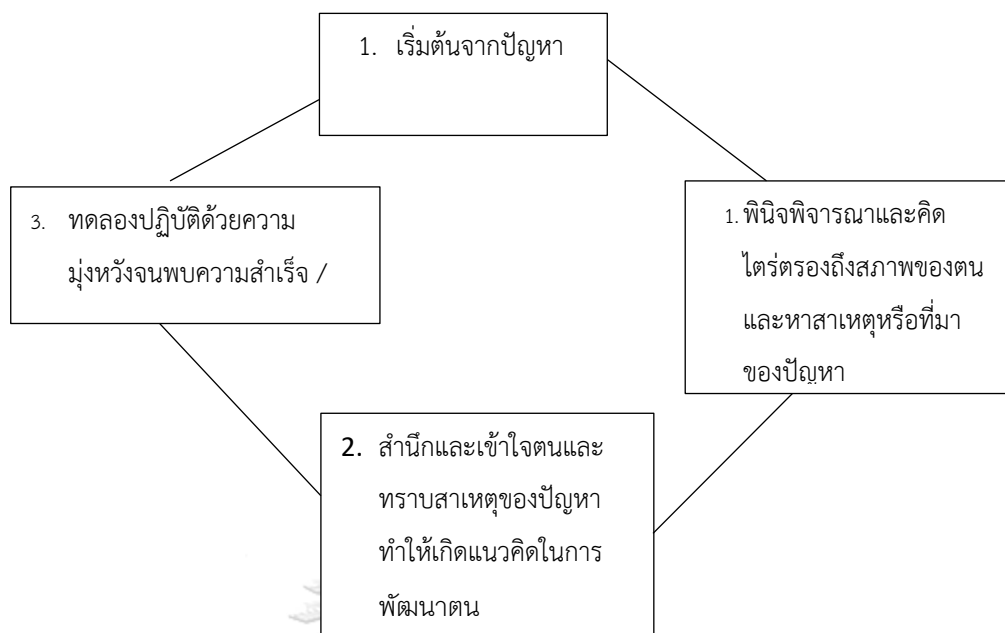 1. เริ่มต้นจากปัญหา
3. ทดลองปฏิบัติด้วยความ
มุ่งหวังจนพบความสำเร็จ /
1. พินิจพิจารณาและคิด
ไตร่ตรองถึงสภาพของตน
และหาสาเหตุหรือที่มา
ของปัญหา
2. สำนึกและเข้าใจตนและ
ทราบสาเหตุของปัญหา
ทำให้เกิดแนวคิดในการ
พัฒนาตน